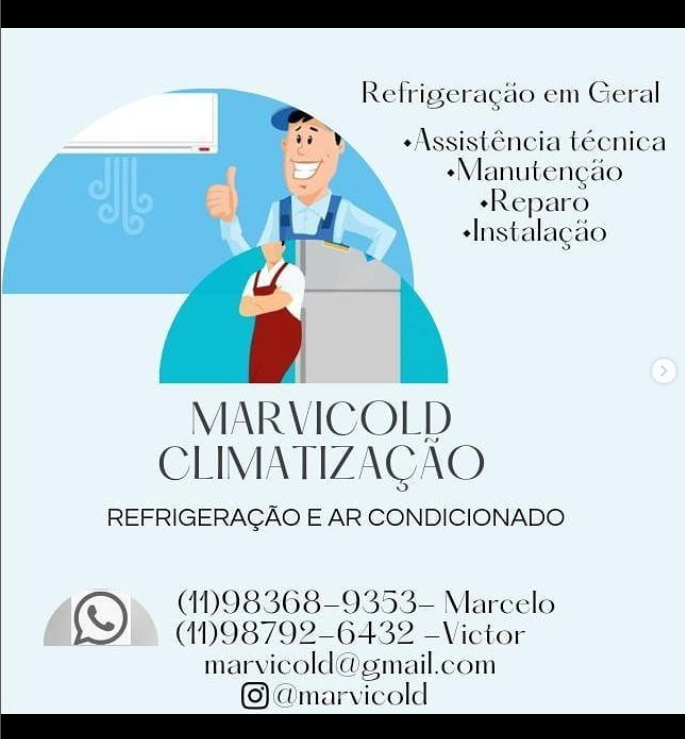 Refrigeração em Geral
•Assistência técnica
•Manutenção
•Reparo
•Instalação
MARVICOLD
CLIMATIZAÇÃO
REFRIGERAÇÃO E AR CONDICIONADO
(11)98368-9353- Marcelo
(11)98792-6432 -Victor
marvicold@gmail.com
@marvicold